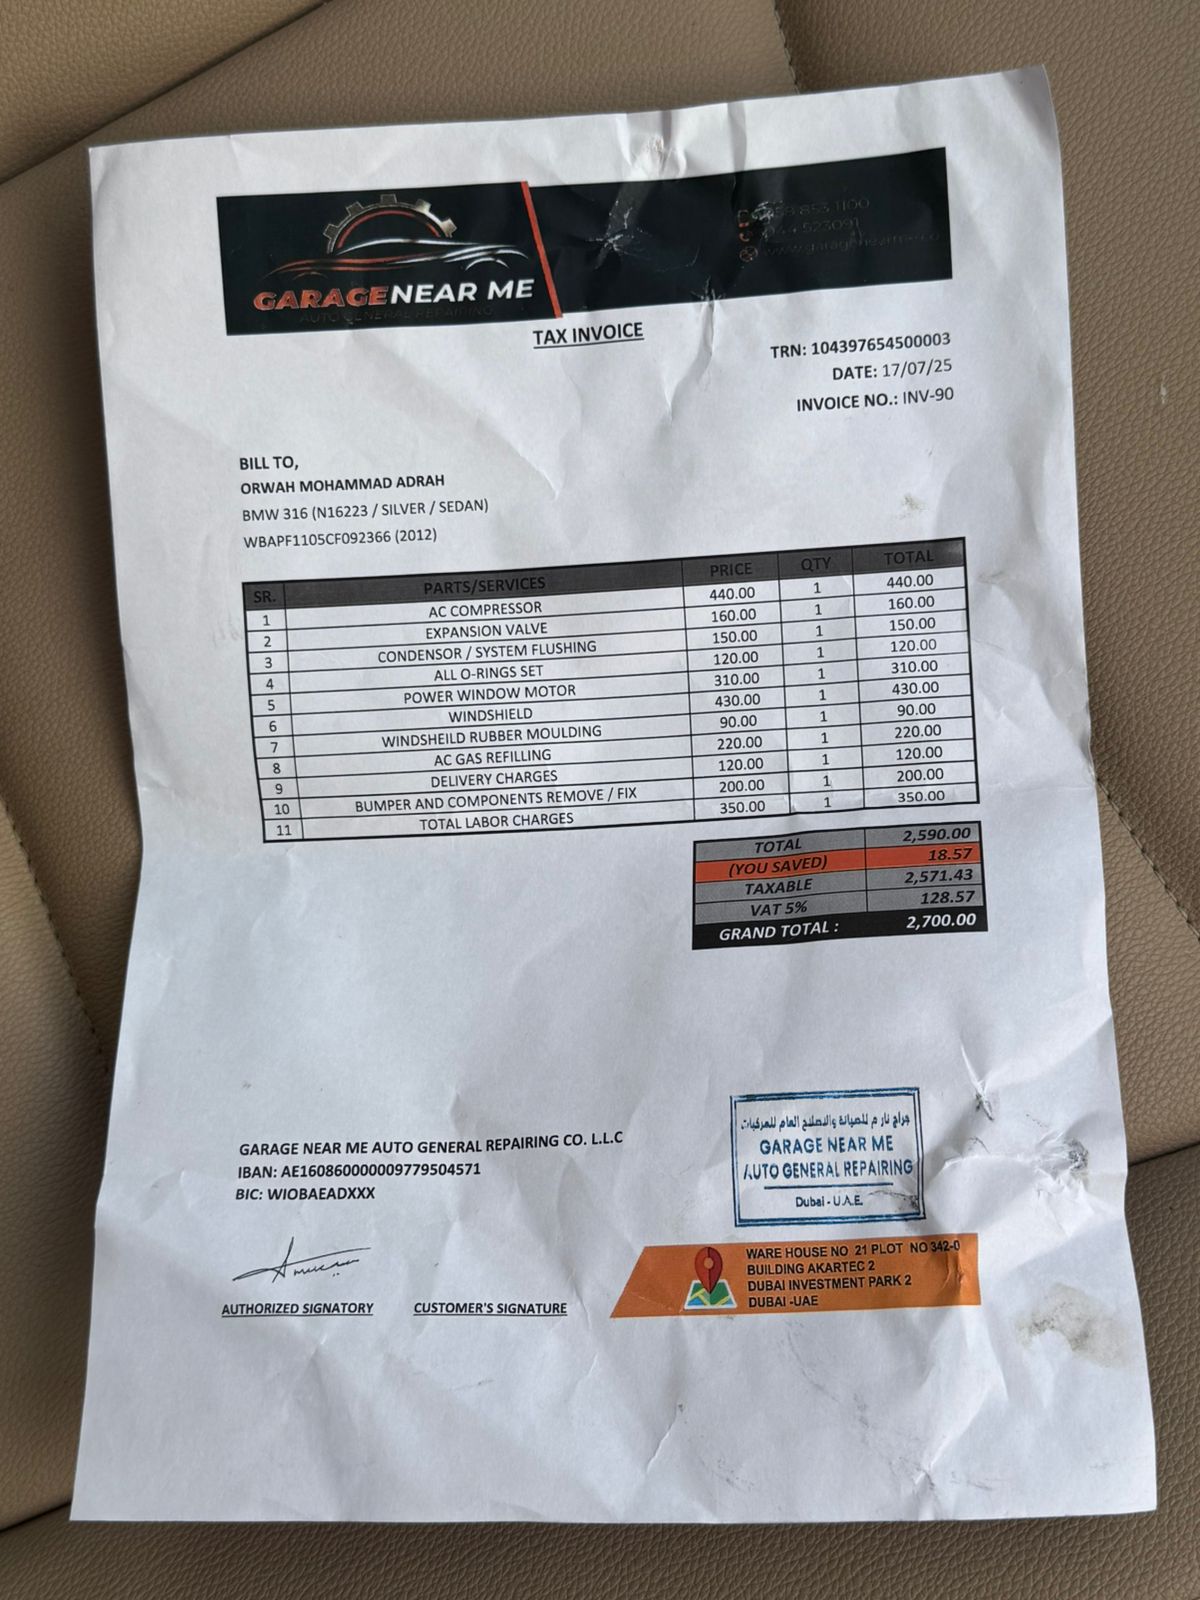 GARAGENEAR ME
AUTO GENERAL REPAIRING
853 1100
523091
TAX INVOICE
TRN: 104397654500003
DATE: 17/07/25
INVOICE NO.: INV-90
BILL TO,
ORWAH MOHAMMAD ADRAH
BMW 316 (N16223 / SILVER / SEDAN)
WBAPF1105CF092366 (2012)
SR. PARTS/SERVICES PRICE QTY TOTAL
1 AC COMPRESSOR 440.00 1 440.00
2 EXPANSION VALVE 160.00 1 160.00
3 CONDENSOR / SYSTEM FLUSHING 150.00 1 150.00
4 ALL O-RINGS SET 120.00 1 120.00
5 POWER WINDOW MOTOR 310.00 1 310.00
6 WINDSHIELD 430.00 1 430.00
7 WINDSHEILD RUBBER MOULDING 90.00 1 90.00
8 AC GAS REFILLING 220.00 1 220.00
9 DELIVERY CHARGES 120.00 1 120.00
10 BUMPER AND COMPONENTS REMOVE / FIX 200.00 1 200.00
11 TOTAL LABOR CHARGES 350.00 1 350.00
TOTAL 2,590.00
(YOU SAVED) 18.57
TAXABLE 2,571.43
VAT 5% 128.57
GRAND TOTAL : 2,700.00
GARAGE NEAR ME AUTO GENERAL REPAIRING CO. L.L.C
IBAN: AE160860000009779504571
BIC: WIOBAEADXXX
جراج نار م للصيانة والاصلاح العام للمركبات
GARAGE NEAR ME
AUTO GENERAL REPAIRING
Dubai - U.A.E.
AUTHORIZED SIGNATORY
CUSTOMER'S SIGNATURE
WARE HOUSE NO 21 PLOT NO 342-0
BUILDING AKARTEC 2
DUBAI INVESTMENT PARK 2
DUBAI -UAE